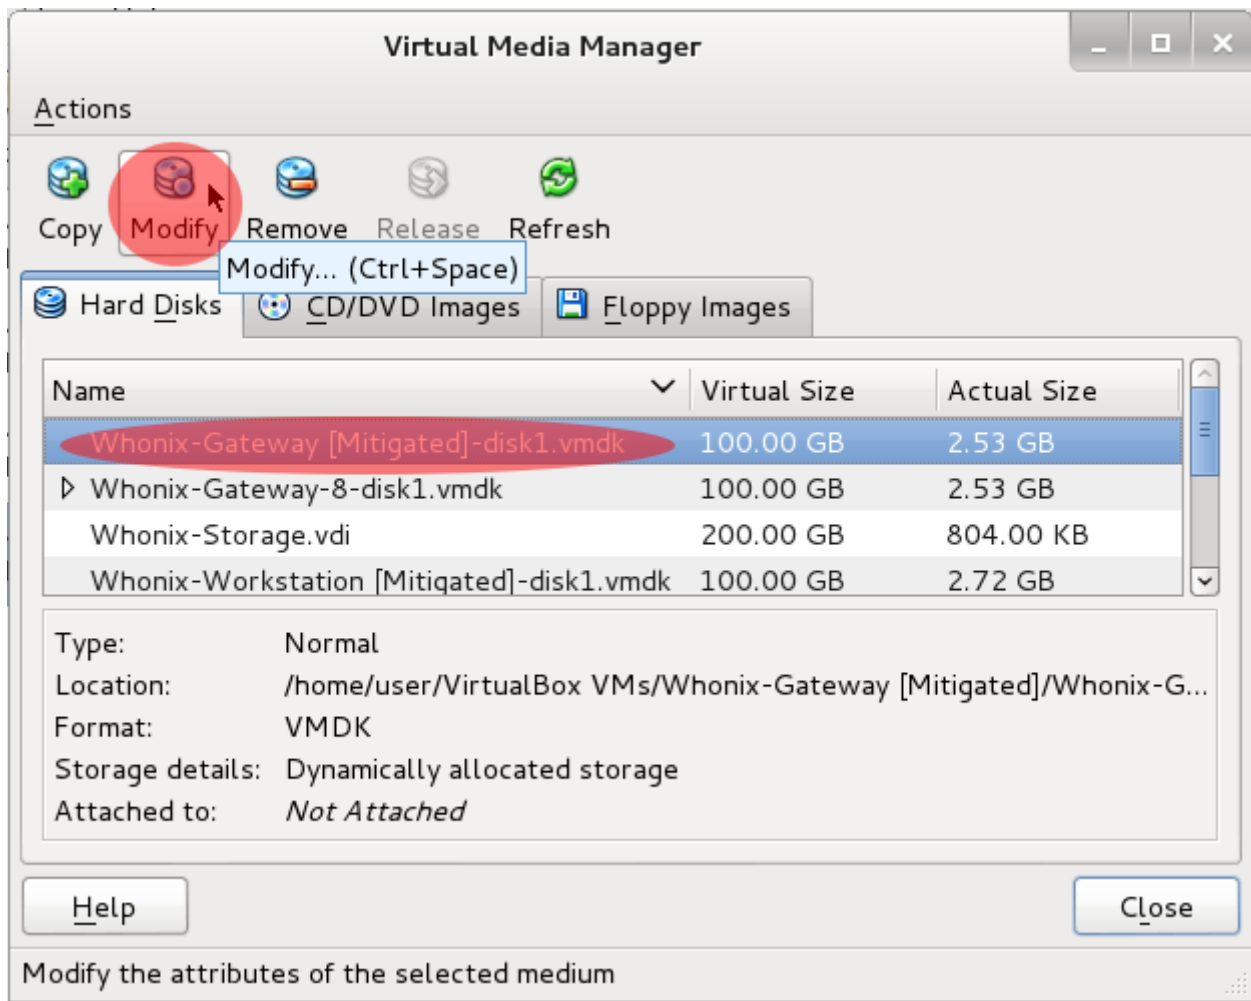 Virtual Media Manager
Actions
Copy Modify Remove Release Refresh
Modify... (Ctrl+Space)
Hard Disks CD/DVD Images Floppy Images
Name Virtual Size Actual Size
Whonix-Gateway [Mitigated]-disk1.vmdk 100.00 GB 2.53 GB
Whonix-Gateway-8-disk1.vmdk 100.00 GB 2.53 GB
Whonix-Storage.vdi 200.00 GB 804.00 KB
Whonix-Workstation [Mitigated]-disk1.vmdk 100.00 GB 2.72 GB
Type: Normal
Location: /home/user/VirtualBox VMs/Whonix-Gateway [Mitigated]/Whonix-G...
Format: VMDK
Storage details: Dynamically allocated storage
Attached to: Not Attached
Help Close
Modify the attributes of the selected medium